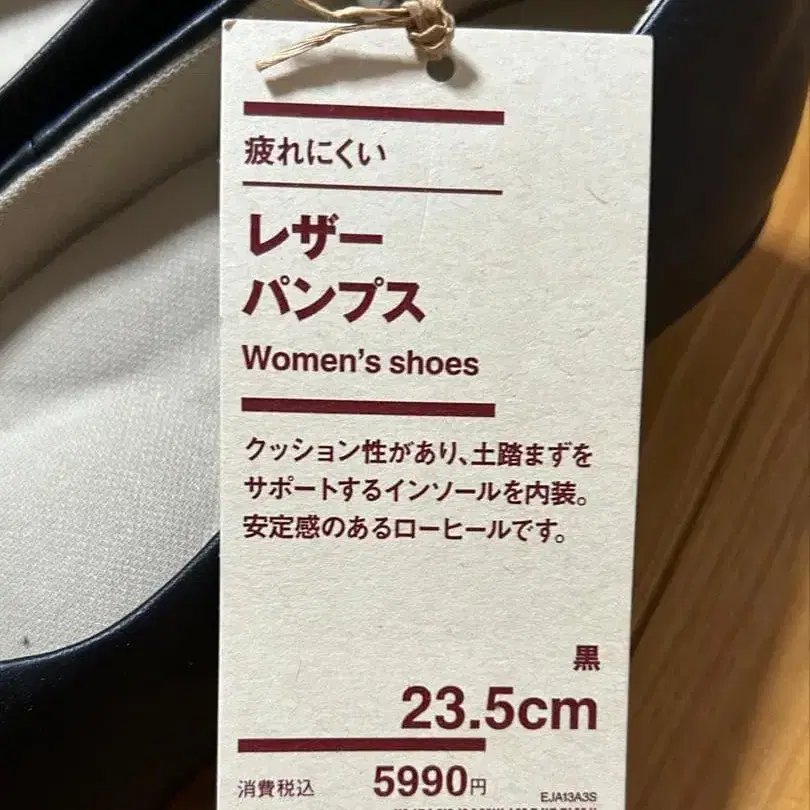 疲れにくい
レザー
パンプス
Women's shoes
クッション性があり、土踏まずを
サポートするインソールを内装。
安定感のあるローヒールです。
黒
23.5cm
消費税込 5990円
EJA13A3S